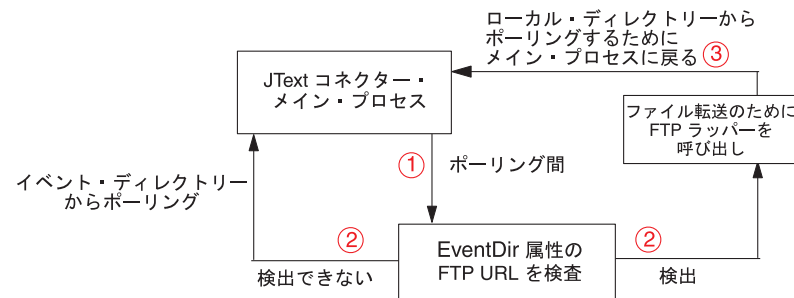 ローカル・ディレクトリーから
ポーリングするために
メイン・プロセスに戻る ③
JText コネクター・
メイン・プロセス
ファイル転送のために
FTP ラッパーを
呼び出し
① ポーリング間
イベント・ディレクトリー
からポーリング
②
検出できない
EventDir 属性の
FTP URL を検査
②
検出